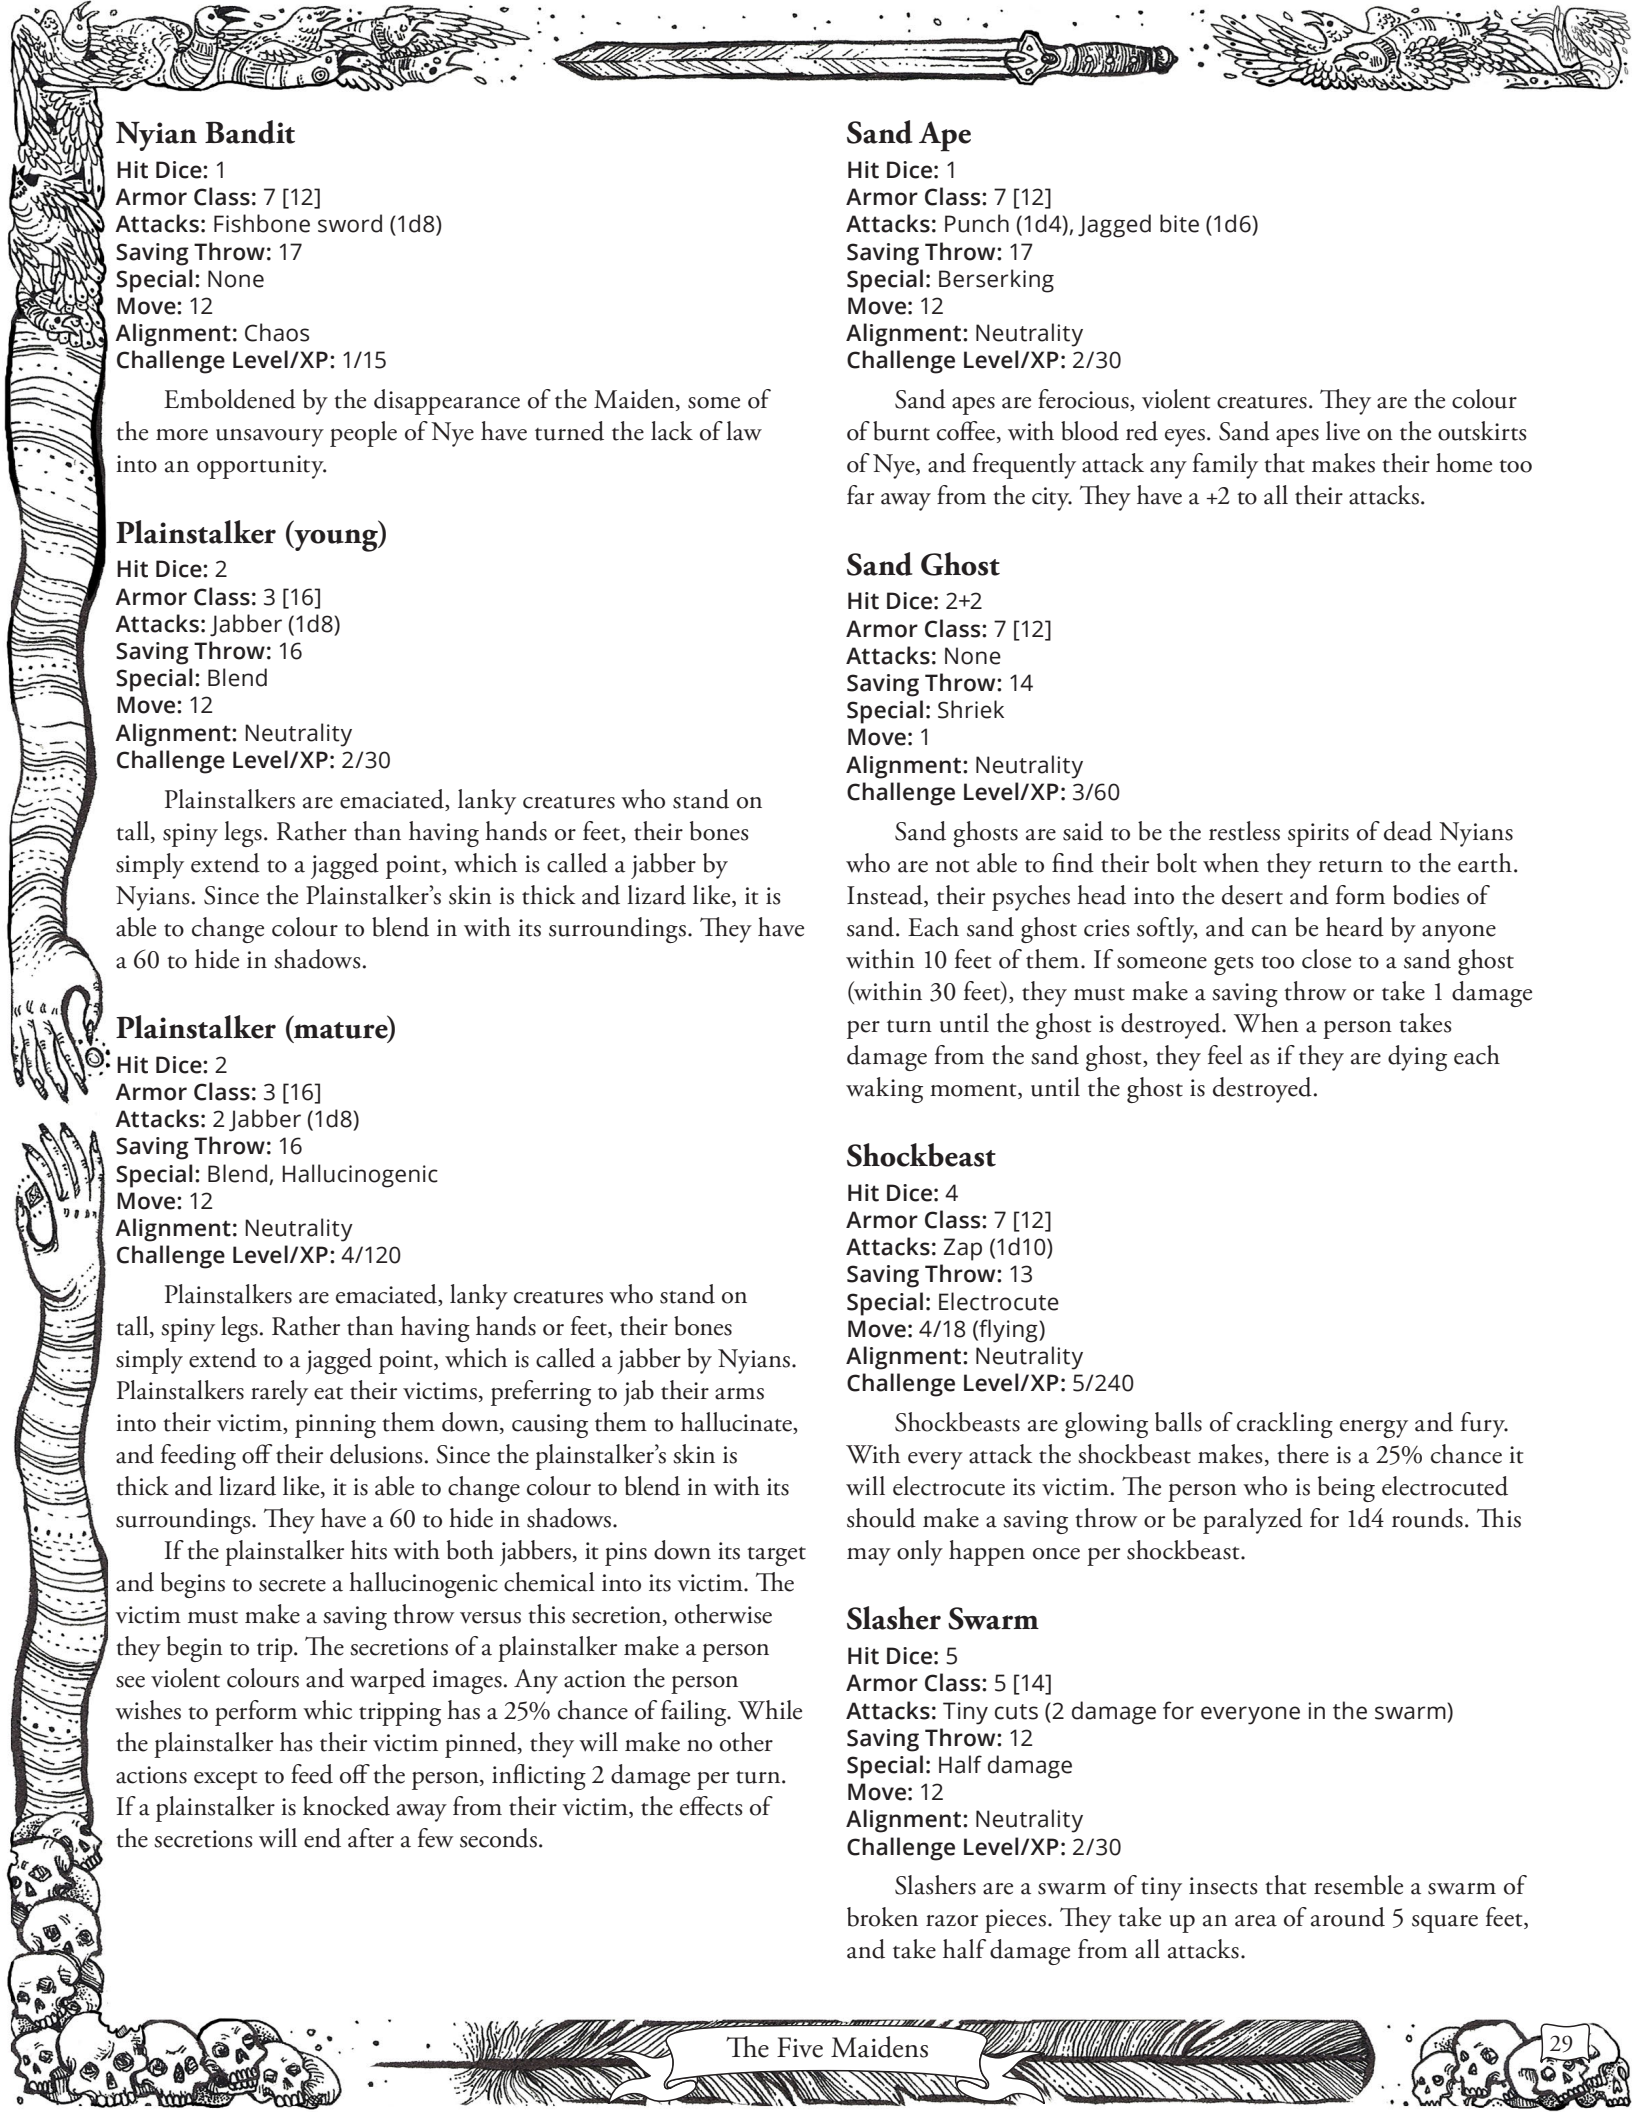 Nyian Bandit
Hit Dice: 1
Armor Class: 7 [12]
Attacks: Fishbone sword (1d8)
Saving Throw: 17
Special: None
Move: 12
Alignment: Chaos
Challenge Level/XP: 1/15
Emboldened by the disappearance of the Maiden, some of
the more unsavoury people of Nye have turned the lack of law
into an opportunity.
Plainstalker (young)
Hit Dice: 2
Armor Class: 3 [16]
Attacks: Jabber (1d8)
Saving Throw: 16
Special: Blend
Move: 12
Alignment: Neutrality
Challenge Level/XP: 2/30
Plainstalkers are emaciated, lanky creatures who stand on
tall, spiny legs. Rather than having hands or feet, their bones
simply extend to a jagged point, which is called a jabber by
Nyians. Since the Plainstalker’s skin is thick and lizard like, it is
able to change colour to blend in with its surroundings. They have
a 60 to hide in shadows.
Plainstalker (mature)
Hit Dice: 2
Armor Class: 3 [16]
Attacks: 2 Jabber (1d8)
Saving Throw: 16
Special: Blend, Hallucinogenic
Move: 12
Alignment: Neutrality
Challenge Level/XP: 4/120
Plainstalkers are emaciated, lanky creatures who stand on
tall, spiny legs. Rather than having hands or feet, their bones
simply extend to a jagged point, which is called a jabber by Nyians.
Plainstalkers rarely eat their victims, preferring to jab their arms
into their victim, pinning them down, causing them to hallucinate,
and feeding off their delusions. Since the plainstalker’s skin is
thick and lizard like, it is able to change colour to blend in with its
surroundings. They have a 60 to hide in shadows.
If the plainstalker hits with both jabbers, it pins down its target
and begins to secrete a hallucinogenic chemical into its victim. The
victim must make a saving throw versus this secretion, otherwise
they begin to trip. The secretions of a plainstalker make a person
see violent colours and warped images. Any action the person
wishes to perform whic tripping has a 25% chance of failing. While
the plainstalker has their victim pinned, they will make no other
actions except to feed off the person, inflicting 2 damage per turn.
If a plainstalker is knocked away from their victim, the effects of
the secretions will end after a few seconds.
Sand Ape
Hit Dice: 1
Armor Class: 7 [12]
Attacks: Punch (1d4), Jagged bite (1d6)
Saving Throw: 17
Special: Berserking
Move: 12
Alignment: Neutrality
Challenge Level/XP: 2/30
Sand apes are ferocious, violent creatures. They are the colour
of burnt coffee, with blood red eyes. Sand apes live on the outskirts
of Nye, and frequently attack any family that makes their home too
far away from the city. They have a +2 to all their attacks.
Sand Ghost
Hit Dice: 2+2
Armor Class: 7 [12]
Attacks: None
Saving Throw: 14
Special: Shriek
Move: 1
Alignment: Neutrality
Challenge Level/XP: 3/60
Sand ghosts are said to be the restless spirits of dead Nyians
who are not able to find their bolt when they return to the earth.
Instead, their psyches head into the desert and form bodies of
sand. Each sand ghost cries softly, and can be heard by anyone
within 10 feet of them. If someone gets too close to a sand ghost
(within 30 feet), they must make a saving throw or take 1 damage
per turn until the ghost is destroyed. When a person takes
damage from the sand ghost, they feel as if they are dying each
waking moment, until the ghost is destroyed.
Shockbeast
Hit Dice: 4
Armor Class: 7 [12]
Attacks: Zap (1d10)
Saving Throw: 13
Special: Electrocute
Move: 4/18 (flying)
Alignment: Neutrality
Challenge Level/XP: 5/240
Shockbeasts are glowing balls of crackling energy and fury.
With every attack the shockbeast makes, there is a 25% chance it
will electrocute its victim. The person who is being electrocuted
should make a saving throw or be paralyzed for 1d4 rounds. This
may only happen once per shockbeast.
Slasher Swarm
Hit Dice: 5
Armor Class: 5 [14]
Attacks: Tiny cuts (2 damage for everyone in the swarm)
Saving Throw: 12
Special: Half damage
Move: 12
Alignment: Neutrality
Challenge Level/XP: 2/30
Slashers are a swarm of tiny insects that resemble a swarm of
broken razor pieces. They take up an area of around 5 square feet,
and take half damage from all attacks.
The Five Maidens
29